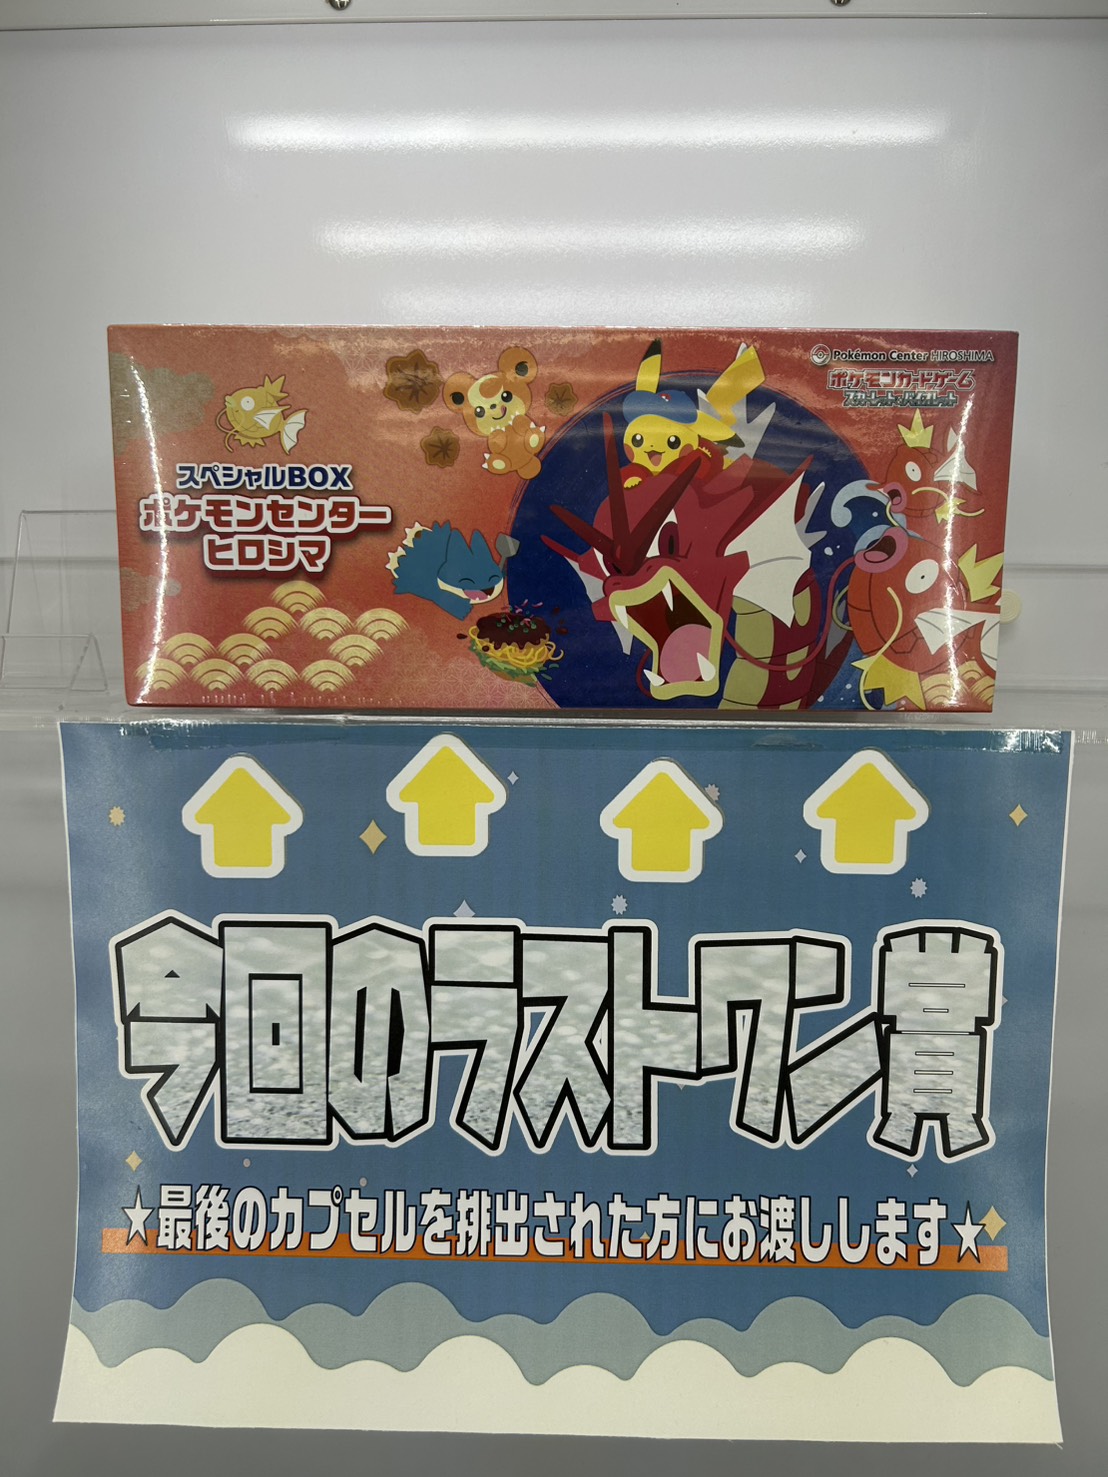 Pokémon Center HIROSHIMA
ポケモンカードゲーム
スカーレット&バイオレット
スペシャルBOX
ポケモンセンター
ヒロシマ
今回のラストワン賞
★最後のカプセルを排出された方にお渡しします★